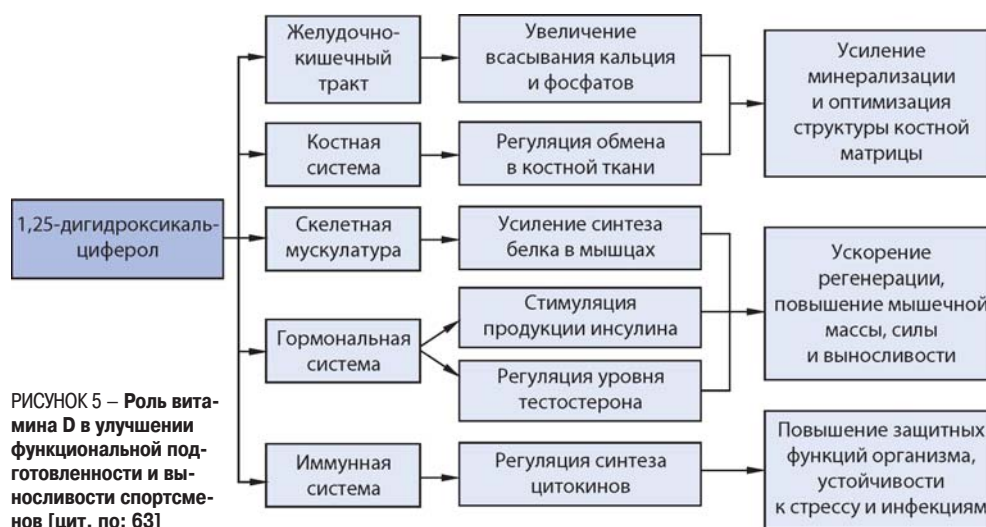 Желудочно-
кишечный
тракт
Увеличение
всасывания кальция
и фосфатов
Усиление
минерализации
и оптимизация
структуры костной
матрицы
Костная
система
Регуляция обмена
в костной ткани
1,25-дигидроксикаль-
циферол
Скелетная
мускулатура
Усиление синтеза
белка в мышцах
Ускорение
регенерации,
повышение мышечной
массы, силы
и выносливости
Гормональная
система
Стимуляция
продукции инсулина
Регуляция уровня
тестостерона
Иммунная
система
Регуляция синтеза
цитокинов
Повышение защитных
функций организма,
устойчивости
к стрессу и инфекциям
РИСУНОК 5 – Роль вита-
мина D в улучшении
функциональной под-
готовленности и вы-
носливости спортсме-
нов [цит. по: 63]